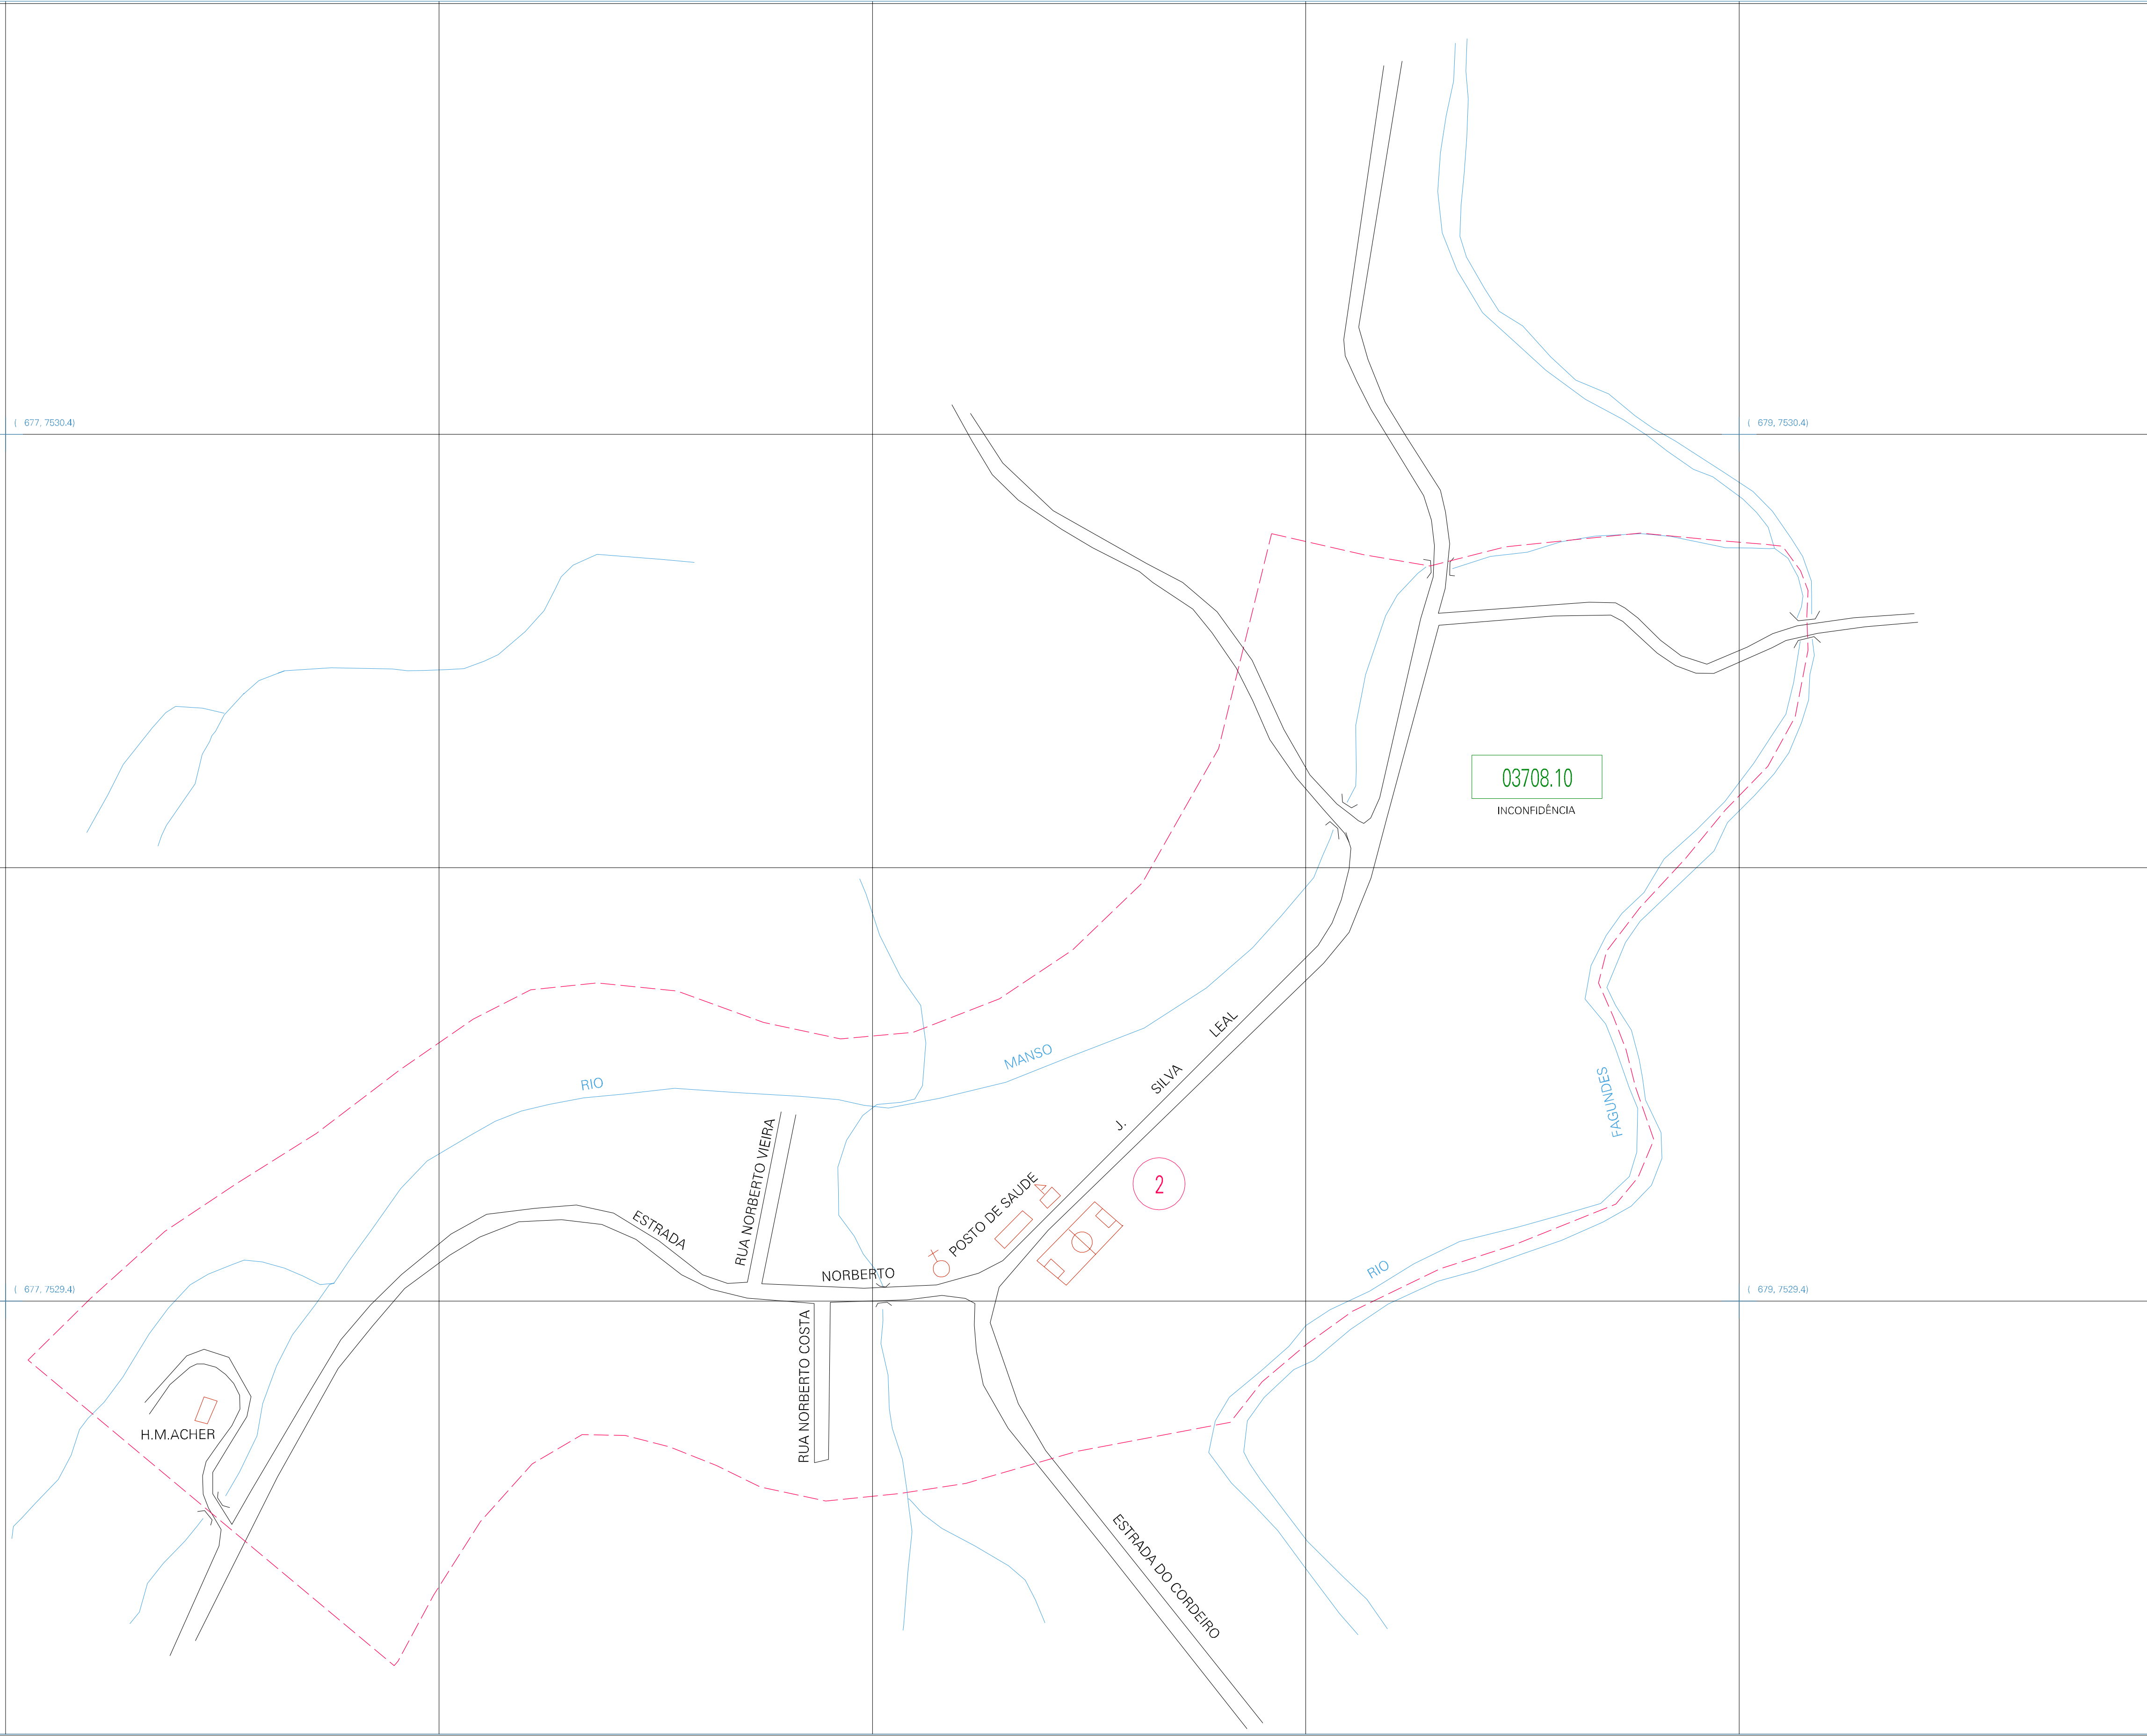 ( 677, 7530.4)
( 679, 7530.4)
03708.10
INCONFIDÊNCIA
RIO MANSO
ESTRADA NORBERTO J. SILVA LEAL
RUA NORBERTO VIEIRA
POSTO DE SAUDE
2
RIO FAGUNDES
( 677, 7529.4)
( 679, 7529.4)
RUA NORBERTO COSTA
H.M.ACHER
ESTRADA DO CORDEIRO